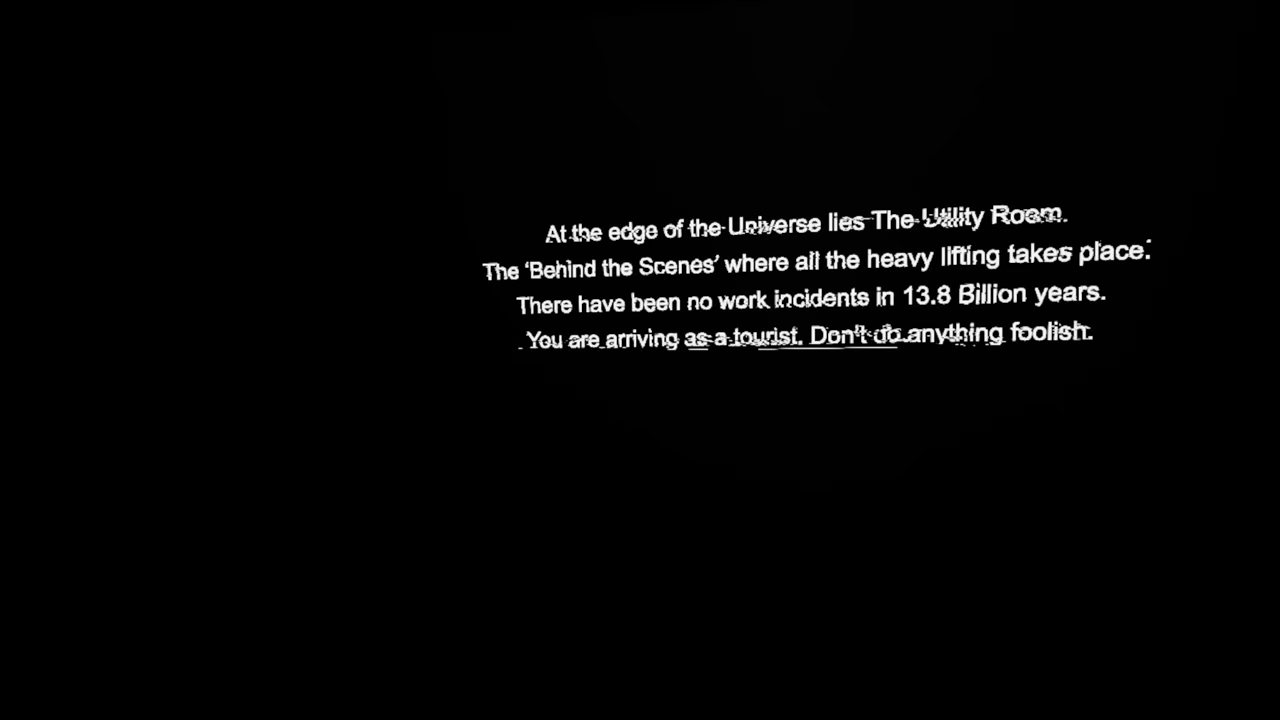 At the edge of the Universe lies The Utility Room.
The ‘Behind the Scenes’ where all the heavy lifting takes place.
There have been no work incidents in 13.8 Billion years.
You are arriving as a tourist. Don't do anything foolish.